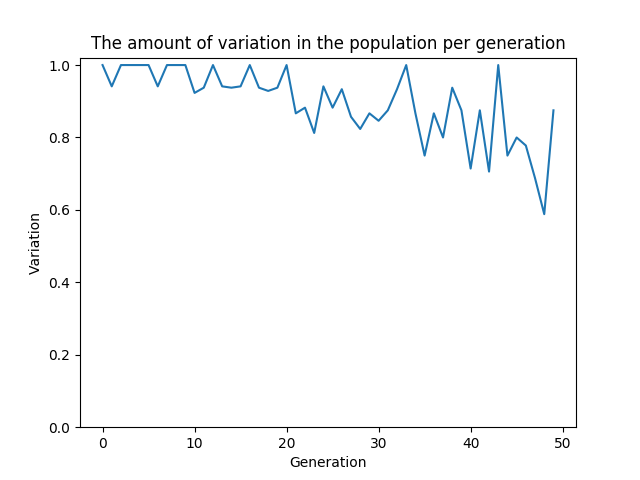 The amount of variation in the population per generation
1.0
0.8
0.6
0.4
0.2
0.0
Variation
0 10 20 30 40 50
Generation